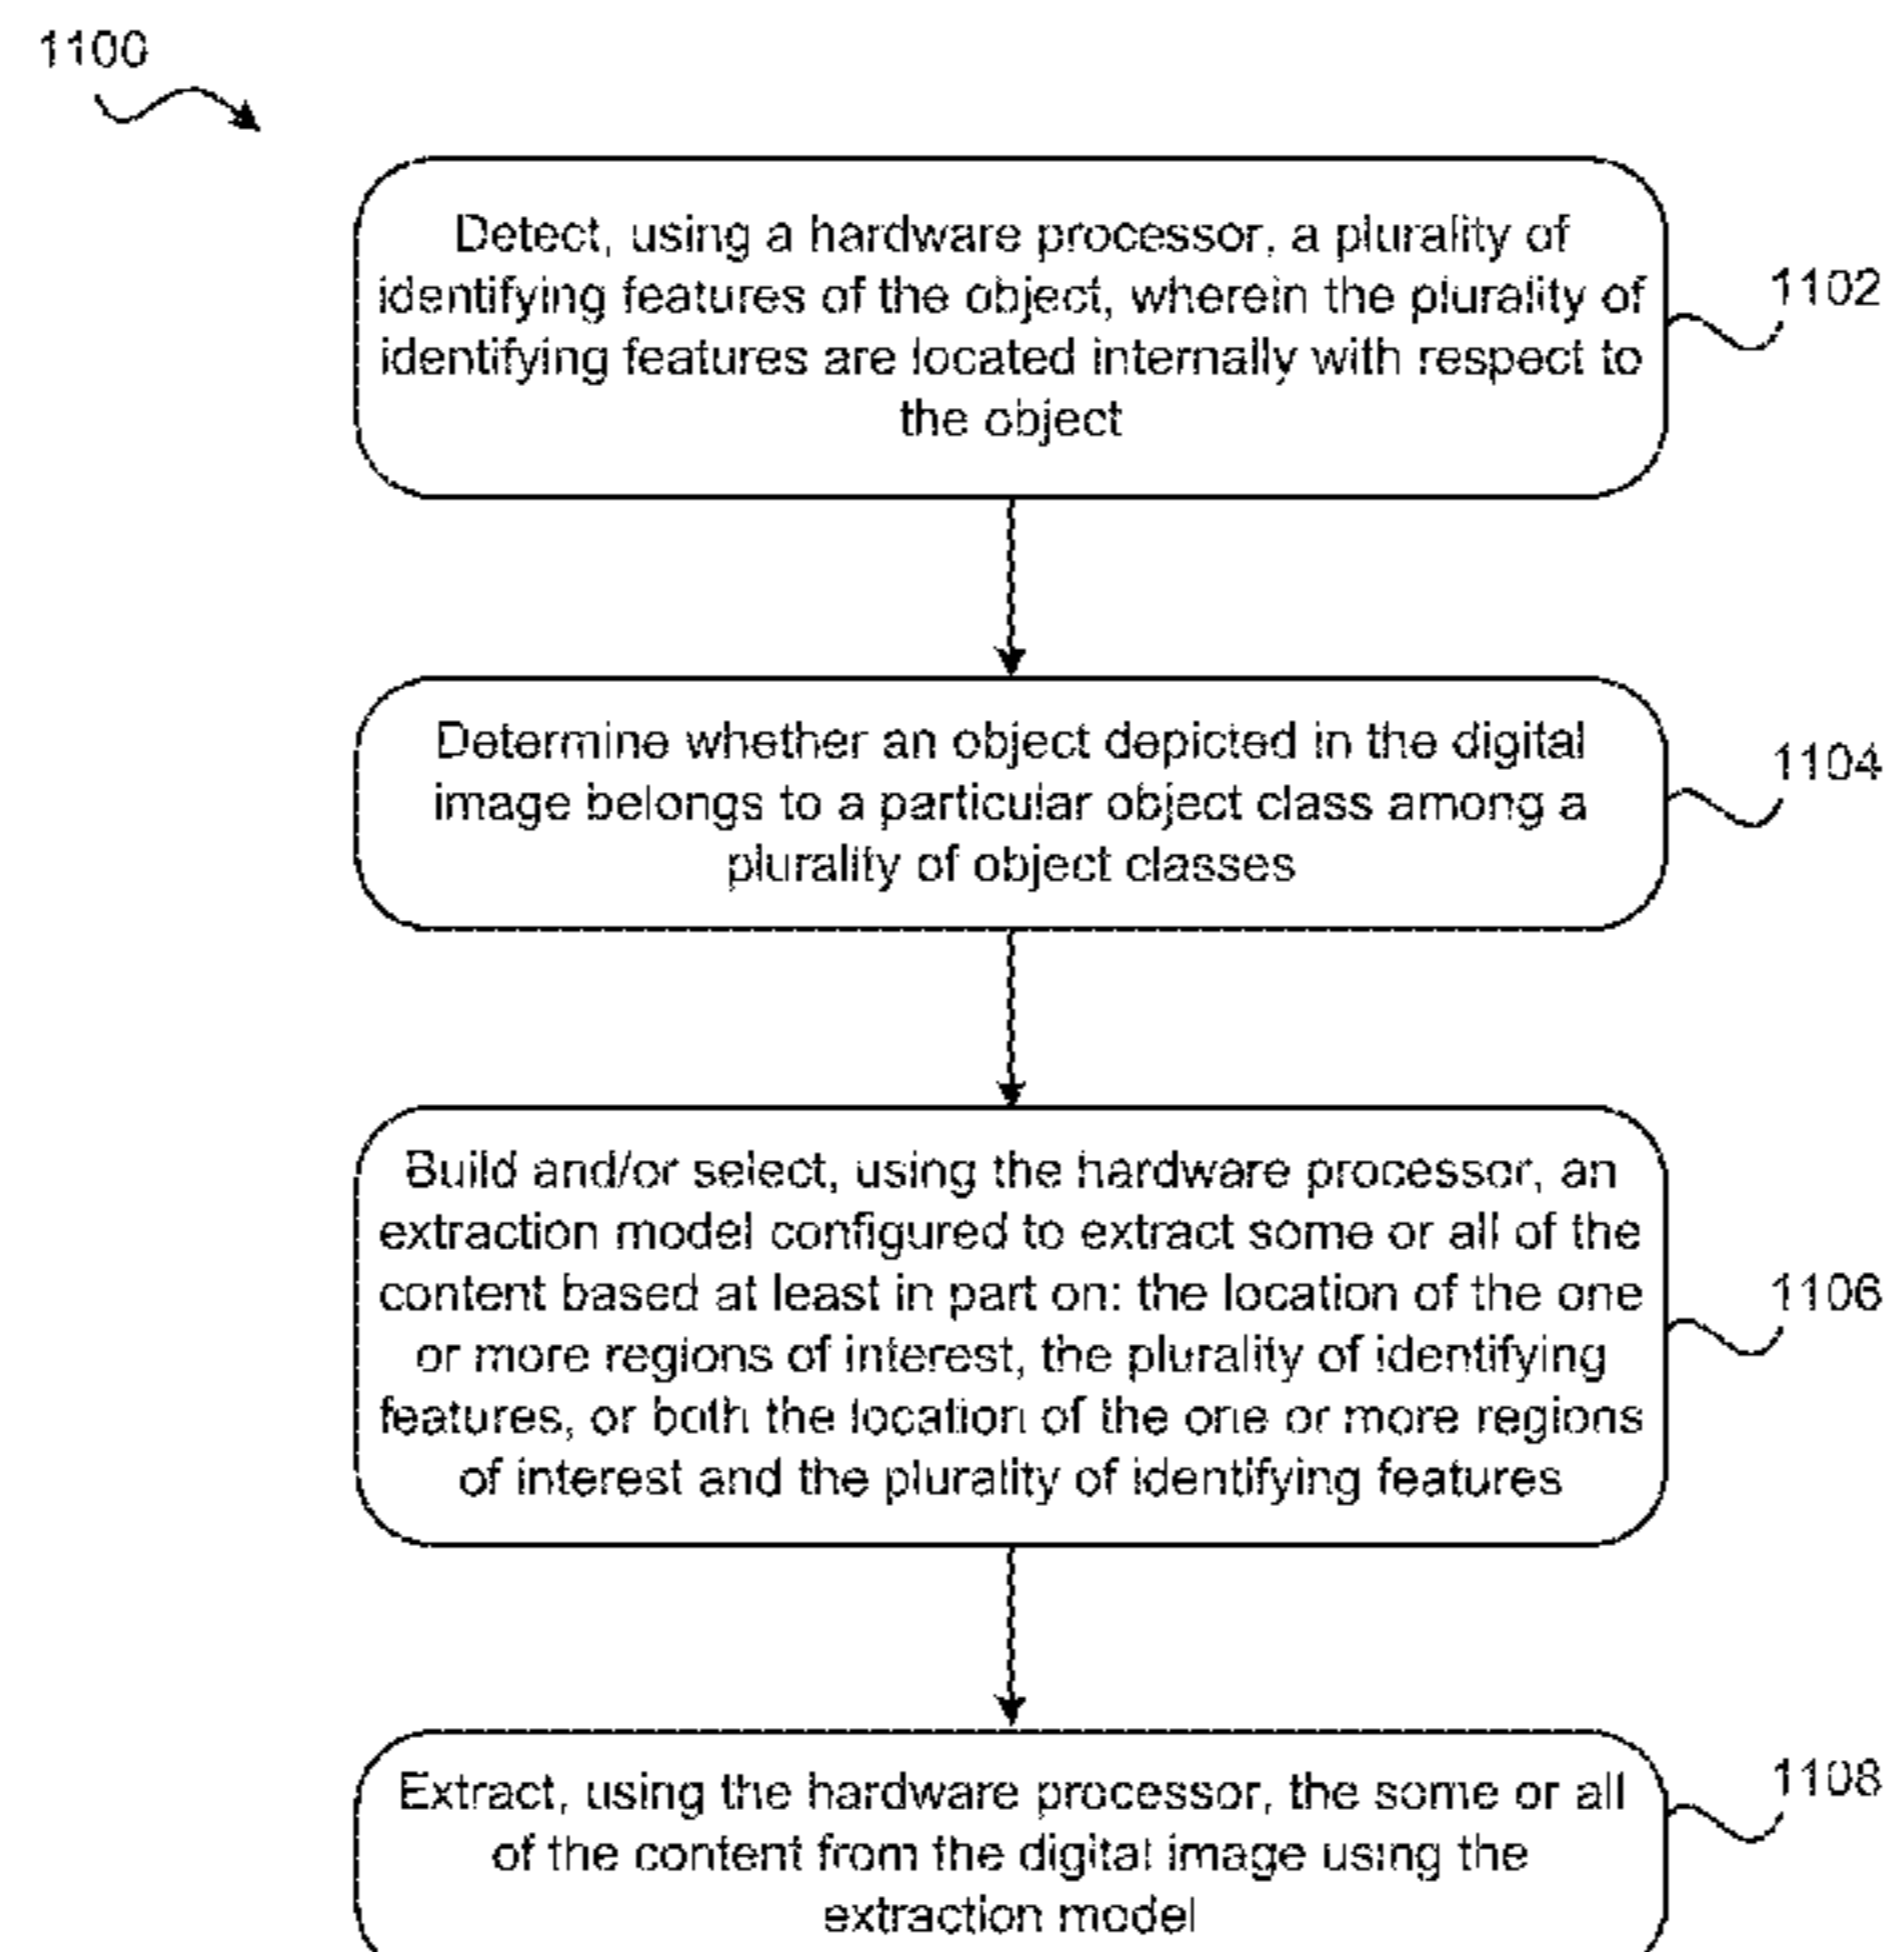 1100
Detect, using a hardware processor, a plurality of
identifying features of the object, wherein the plurality of
identifying features are located internally with respect to
the object
1102
Determine whether an object depicted in the digital
image belongs to a particular object class among a
plurality of object classes
1104
Build and/or select, using the hardware processor, an
extraction model configured to extract some or all of the
content based at least in part on: the location of the one
or more regions of interest, the plurality of identifying
features, or both the location of the one or more regions
of interest and the plurality of identifying features
1106
Extract, using the hardware processor, the some or all
of the content from the digital image using the
extraction model
1108